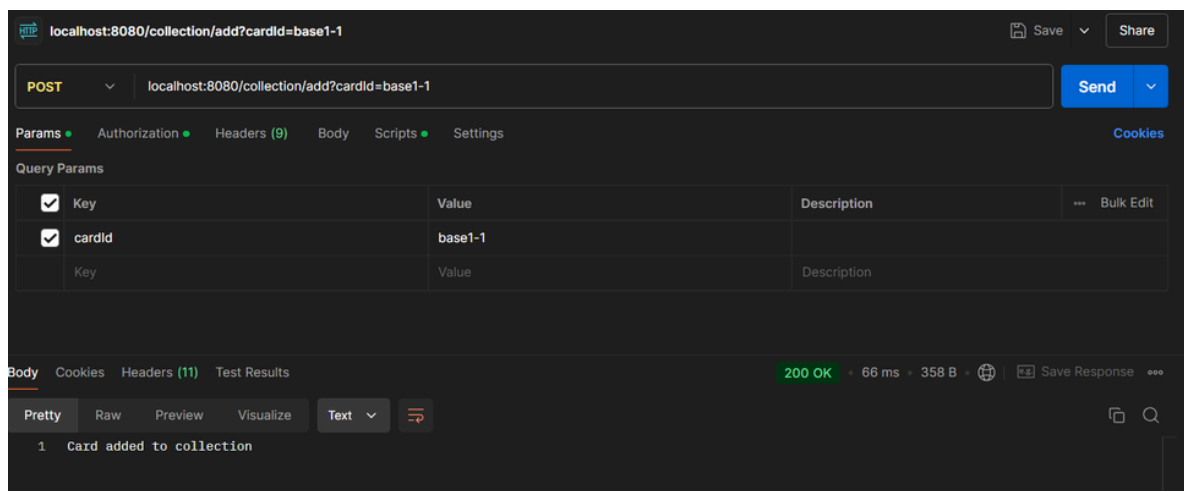 HTTP localhost:8080/collection/add?cardId=base1-1 Save Share
POST localhost:8080/collection/add?cardId=base1-1 Send
Params Authorization Headers (9) Body Scripts Settings Cookies
Query Params
Key Value Description Bulk Edit
cardId base1-1
Key Value Description
Body Cookies Headers (11) Test Results 200 OK 66 ms 358 B e.g. Save Response
Pretty Raw Preview Visualize Text
1 Card added to collection